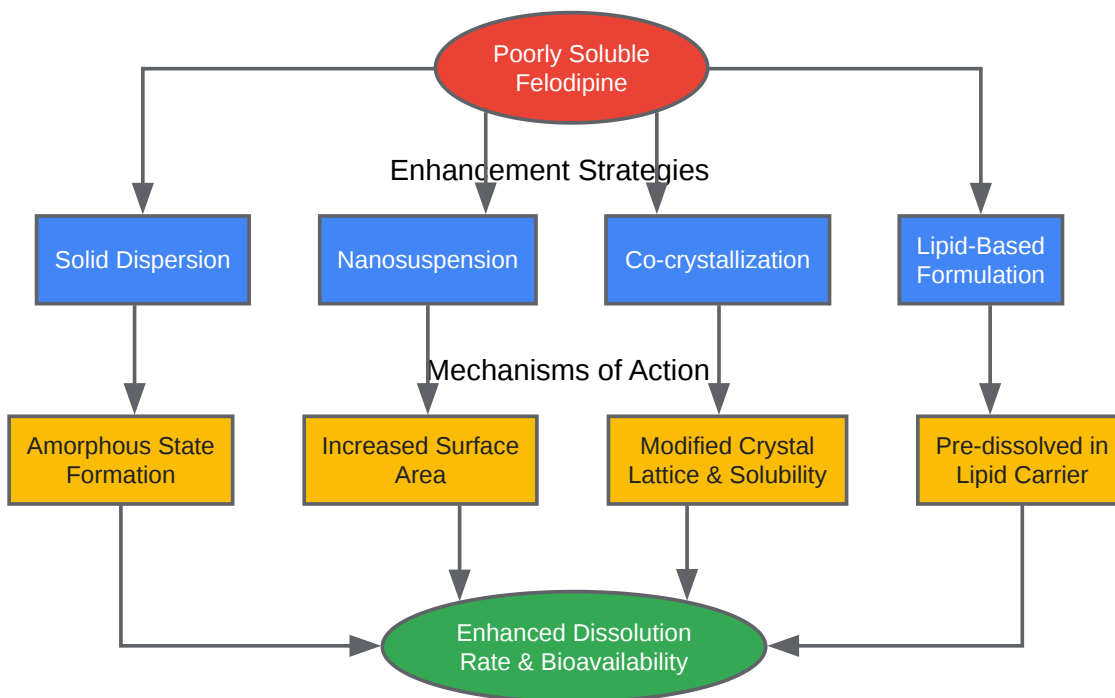 Poorly Soluble
Felodipine
Enhancement Strategies
Solid Dispersion
Nanosuspension
Co-crystallization
Lipid-Based
Formulation
Mechanisms of Action
Amorphous State
Formation
Increased Surface
Area
Modified Crystal
Lattice & Solubility
Pre-dissolved in
Lipid Carrier
Enhanced Dissolution
Rate & Bioavailability